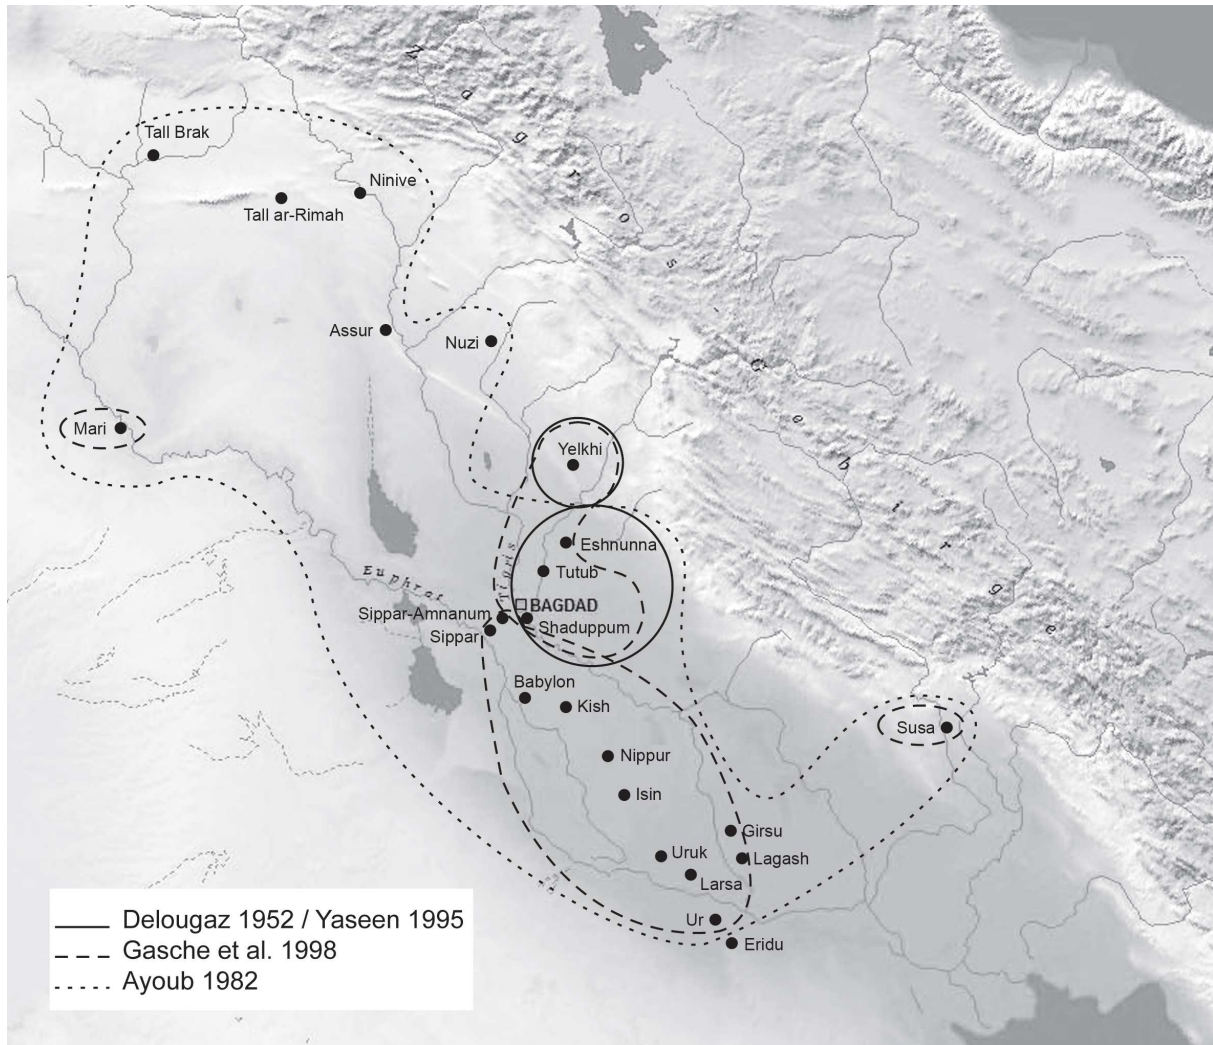 Zagros
Gebirge
Tall Brak
Ninive
Tall ar-Rimah
Assur
Nuzi
Mari
Yelkhi
Eshnunna
Tigris
Tutub
Euphrat
BAGDAD
Sippar-Amnanum
Shaduppum
Sippar
Babylon
Kish
Susa
Nippur
Isin
Girsu
Uruk
Lagash
Larsa
Ur
Eridu
Delougaz 1952 / Yaseen 1995
Gasche et al. 1998
Ayoub 1982